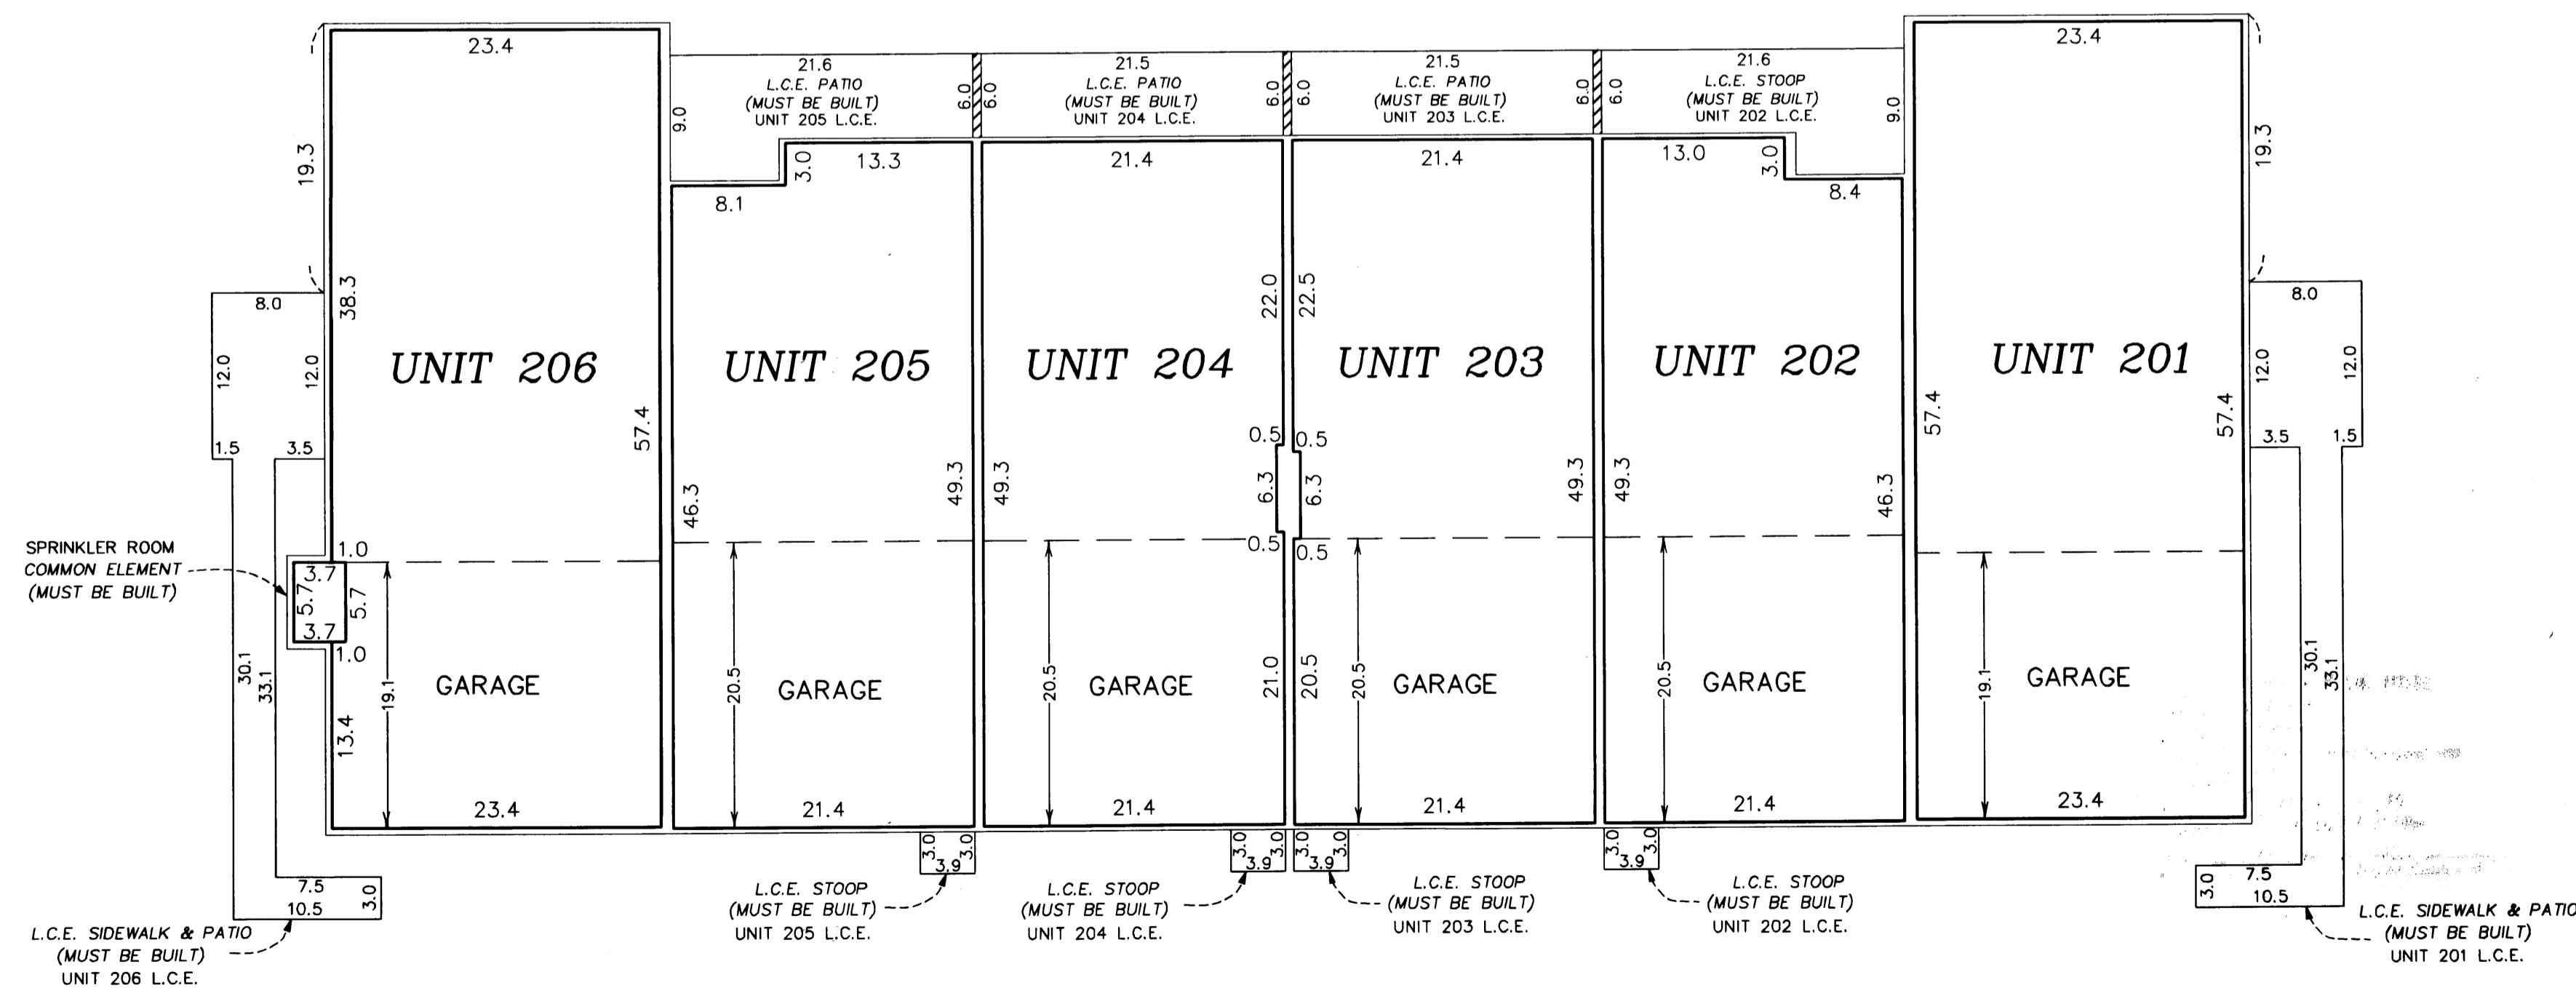 23.4
23.4
21.6
L.C.E. PATIO
(MUST BE BUILT)
UNIT 205 L.C.E.
9.0
6.0
6.0
21.5
L.C.E. PATIO
(MUST BE BUILT)
UNIT 204 L.C.E.
6.0
6.0
21.5
L.C.E. PATIO
(MUST BE BUILT)
UNIT 203 L.C.E.
6.0
6.0
21.6
L.C.E. STOOP
(MUST BE BUILT)
UNIT 202 L.C.E.
9.0
19.3
19.3
3.0
13.3
21.4
21.4
13.0
3.0
8.1
8.4
38.3
22.0
22.5
8.0
8.0
12.0
12.0
12.0
12.0
UNIT 206
UNIT 205
UNIT 204
UNIT 203
UNIT 202
UNIT 201
57.4
57.4
57.4
1.5
3.5
0.5
0.5
3.5
1.5
46.3
49.3
49.3
6.3
6.3
49.3
49.3
46.3
SPRINKLER ROOM
COMMON ELEMENT
(MUST BE BUILT)
1.0
3.7
5.7
5.7
3.7
1.0
0.5
0.5
30.1
33.1
19.1
20.5
20.5
21.0
20.5
20.5
20.5
19.1
30.1
33.1
GARAGE
GARAGE
GARAGE
GARAGE
GARAGE
GARAGE
13.4
23.4
21.4
21.4
21.4
21.4
23.4
3.0
3.9
3.0
3.0
3.9
3.0
3.0
3.9
3.0
3.0
3.9
3.0
7.5
10.5
3.0
3.0
7.5
10.5
L.C.E. SIDEWALK & PATIO
(MUST BE BUILT)
UNIT 206 L.C.E.
L.C.E. STOOP
(MUST BE BUILT)
UNIT 205 L.C.E.
L.C.E. STOOP
(MUST BE BUILT)
UNIT 204 L.C.E.
L.C.E. STOOP
(MUST BE BUILT)
UNIT 203 L.C.E.
L.C.E. STOOP
(MUST BE BUILT)
UNIT 202 L.C.E.
L.C.E. SIDEWALK & PATIO
(MUST BE BUILT)
UNIT 201 L.C.E.